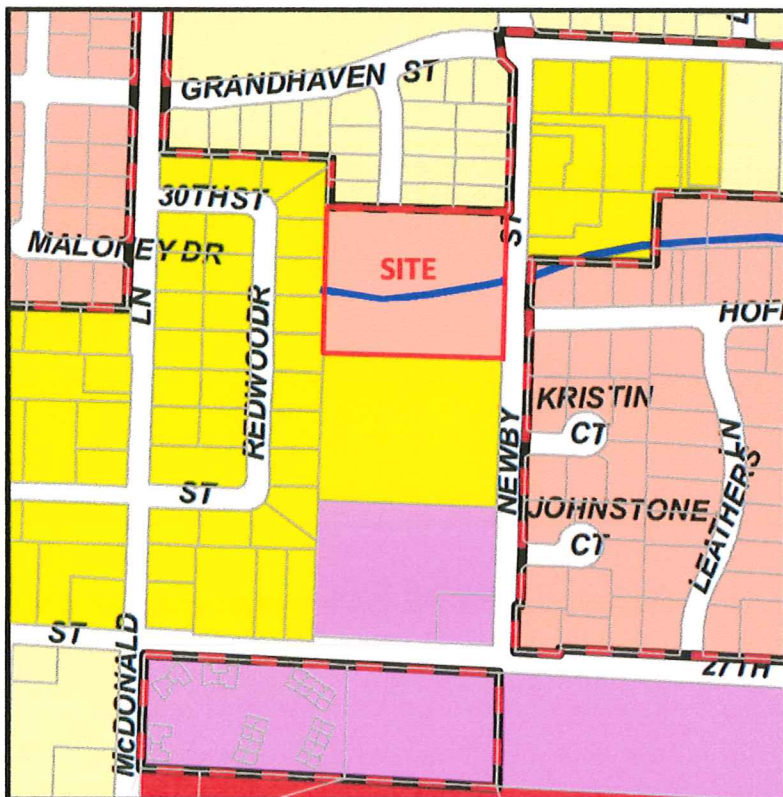 GRANDHAVEN ST
30TH ST
ST
MALONEY DR
SITE
LN
REDWOOD DR
HOF
KRISTIN
CT
NEWBY
ST
JOHNSTONE
CT
LEATHERS LN
ST
McDONALD
27TH